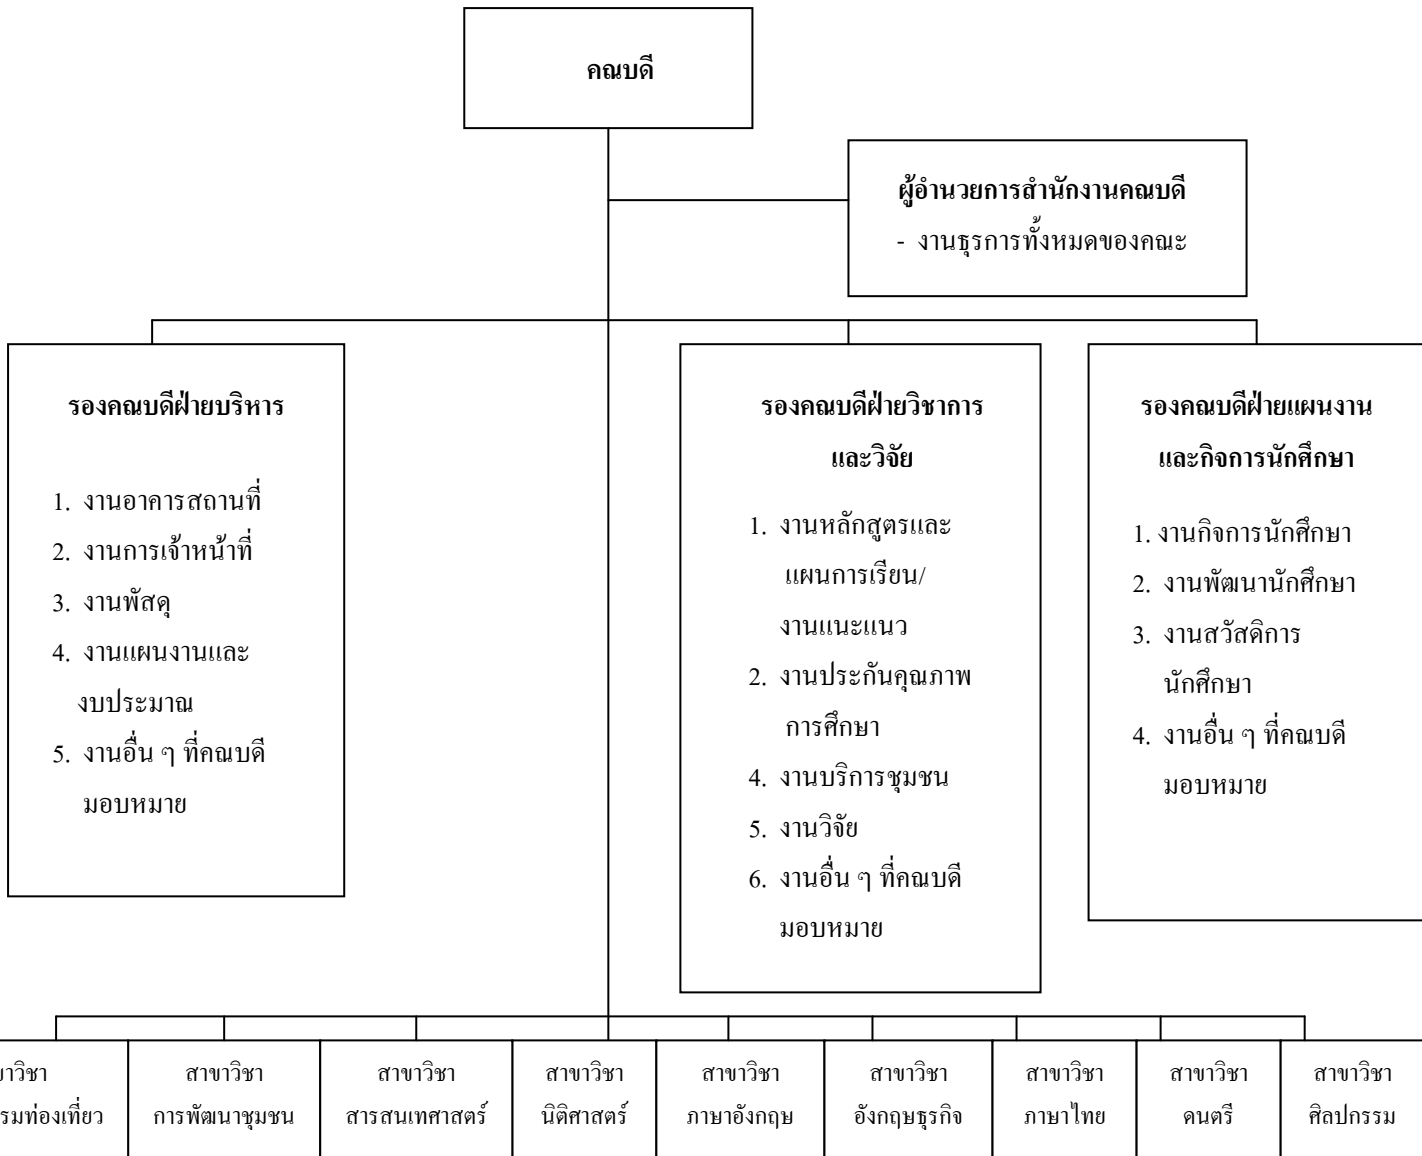 คณบดี
ผู้อำนวยการสำนักงานคณบดี
- งานธุรการทั้งหมดของคณะ
รองคณบดีฝ่ายบริหาร
1. งานอาคารสถานที่
2. งานการเจ้าหน้าที่
3. งานพัสดุ
4. งานแผนงานและ
งบประมาณ
5. งานอื่น ๆ ที่คณบดี
มอบหมาย
รองคณบดีฝ่ายวิชาการ
และวิจัย
1. งานหลักสูตรและ
แผนการเรียน/
งานแนะแนว
2. งานประกันคุณภาพ
การศึกษา
4. งานบริการชุมชน
5. งานวิจัย
6. งานอื่น ๆ ที่คณบดี
มอบหมาย
รองคณบดีฝ่ายแผนงาน
และกิจการนักศึกษา
1. งานกิจการนักศึกษา
2. งานพัฒนานักศึกษา
3. งานสวัสดิการ
นักศึกษา
4. งานอื่น ๆ ที่คณบดี
มอบหมาย
าวิชา
รมท่องเที่ยว
สาขาวิชา
การพัฒนาชุมชน
สาขาวิชา
สารสนเทศาสตร์
สาขาวิชา
นิติศาสตร์
สาขาวิชา
ภาษาอังกฤษ
สาขาวิชา
อังกฤษธุรกิจ
สาขาวิชา
ภาษาไทย
สาขาวิชา
ดนตรี
สาขาวิชา
ศิลปกรรม